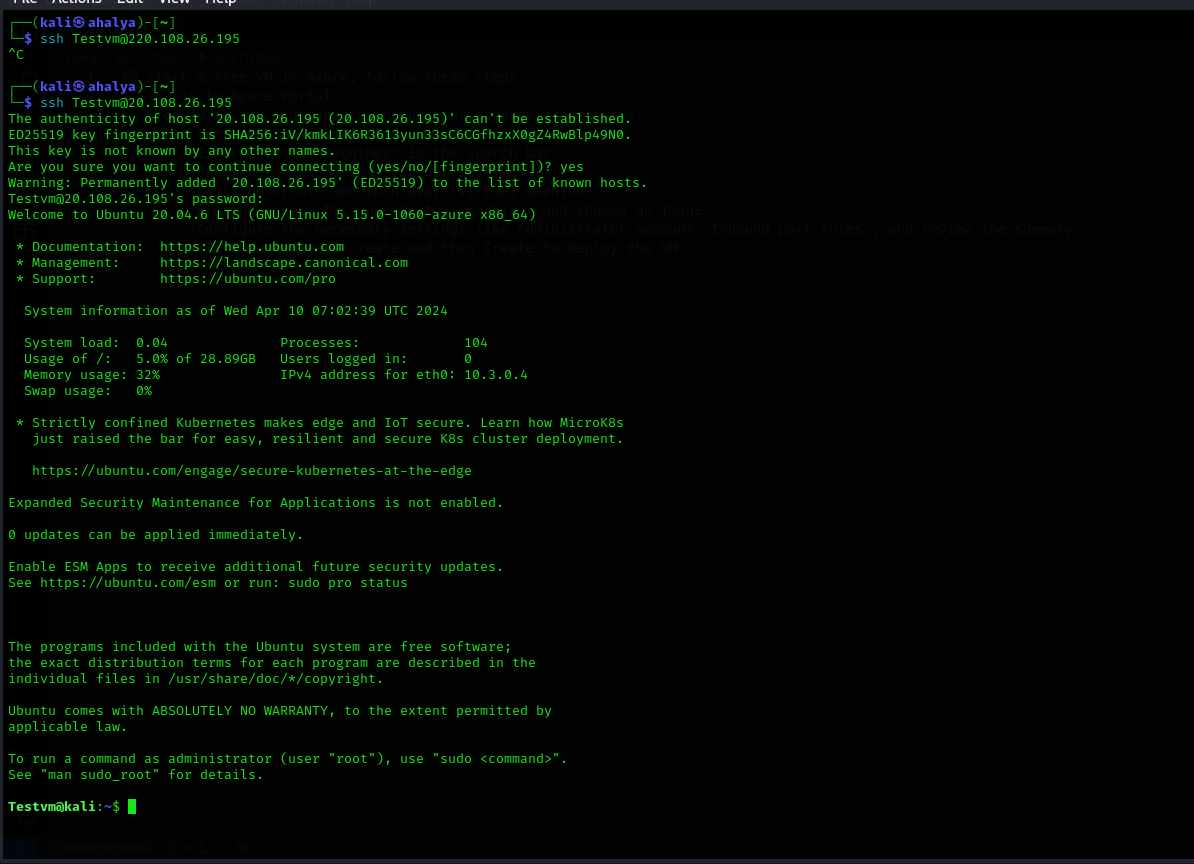 File Actions Edit View Help
┌──(kali㉿ahalya)-[~]
└─$ ssh Testvm@220.108.26.195
^C
┌──(kali㉿ahalya)-[~]
└─$ ssh Testvm@20.108.26.195
The authenticity of host '20.108.26.195 (20.108.26.195)' can't be established.
ED25519 key fingerprint is SHA256:iV/kmkLIK6R3613yun33sC6CGfhzxX0gZ4RwBlp49N0.
This key is not known by any other names.
Are you sure you want to continue connecting (yes/no/[fingerprint])? yes
Warning: Permanently added '20.108.26.195' (ED25519) to the list of known hosts.
Testvm@20.108.26.195's password:
Welcome to Ubuntu 20.04.6 LTS (GNU/Linux 5.15.0-1060-azure x86_64)
* Documentation: https://help.ubuntu.com
* Management: https://landscape.canonical.com
* Support: https://ubuntu.com/pro
System information as of Wed Apr 10 07:02:39 UTC 2024
System load: 0.04 Processes: 104
Usage of /: 5.0% of 28.89GB Users logged in: 0
Memory usage: 32% IPv4 address for eth0: 10.3.0.4
Swap usage: 0%
* Strictly confined Kubernetes makes edge and IoT secure. Learn how MicroK8s
just raised the bar for easy, resilient and secure K8s cluster deployment.
https://ubuntu.com/engage/secure-kubernetes-at-the-edge
Expanded Security Maintenance for Applications is not enabled.
0 updates can be applied immediately.
Enable ESM Apps to receive additional future security updates.
See https://ubuntu.com/esm or run: sudo pro status
The programs included with the Ubuntu system are free software;
the exact distribution terms for each program are described in the
individual files in /usr/share/doc/*/copyright.
Ubuntu comes with ABSOLUTELY NO WARRANTY, to the extent permitted by
applicable law.
To run a command as administrator (user "root"), use "sudo <command>".
See "man sudo_root" for details.
Testvm@kali:~$